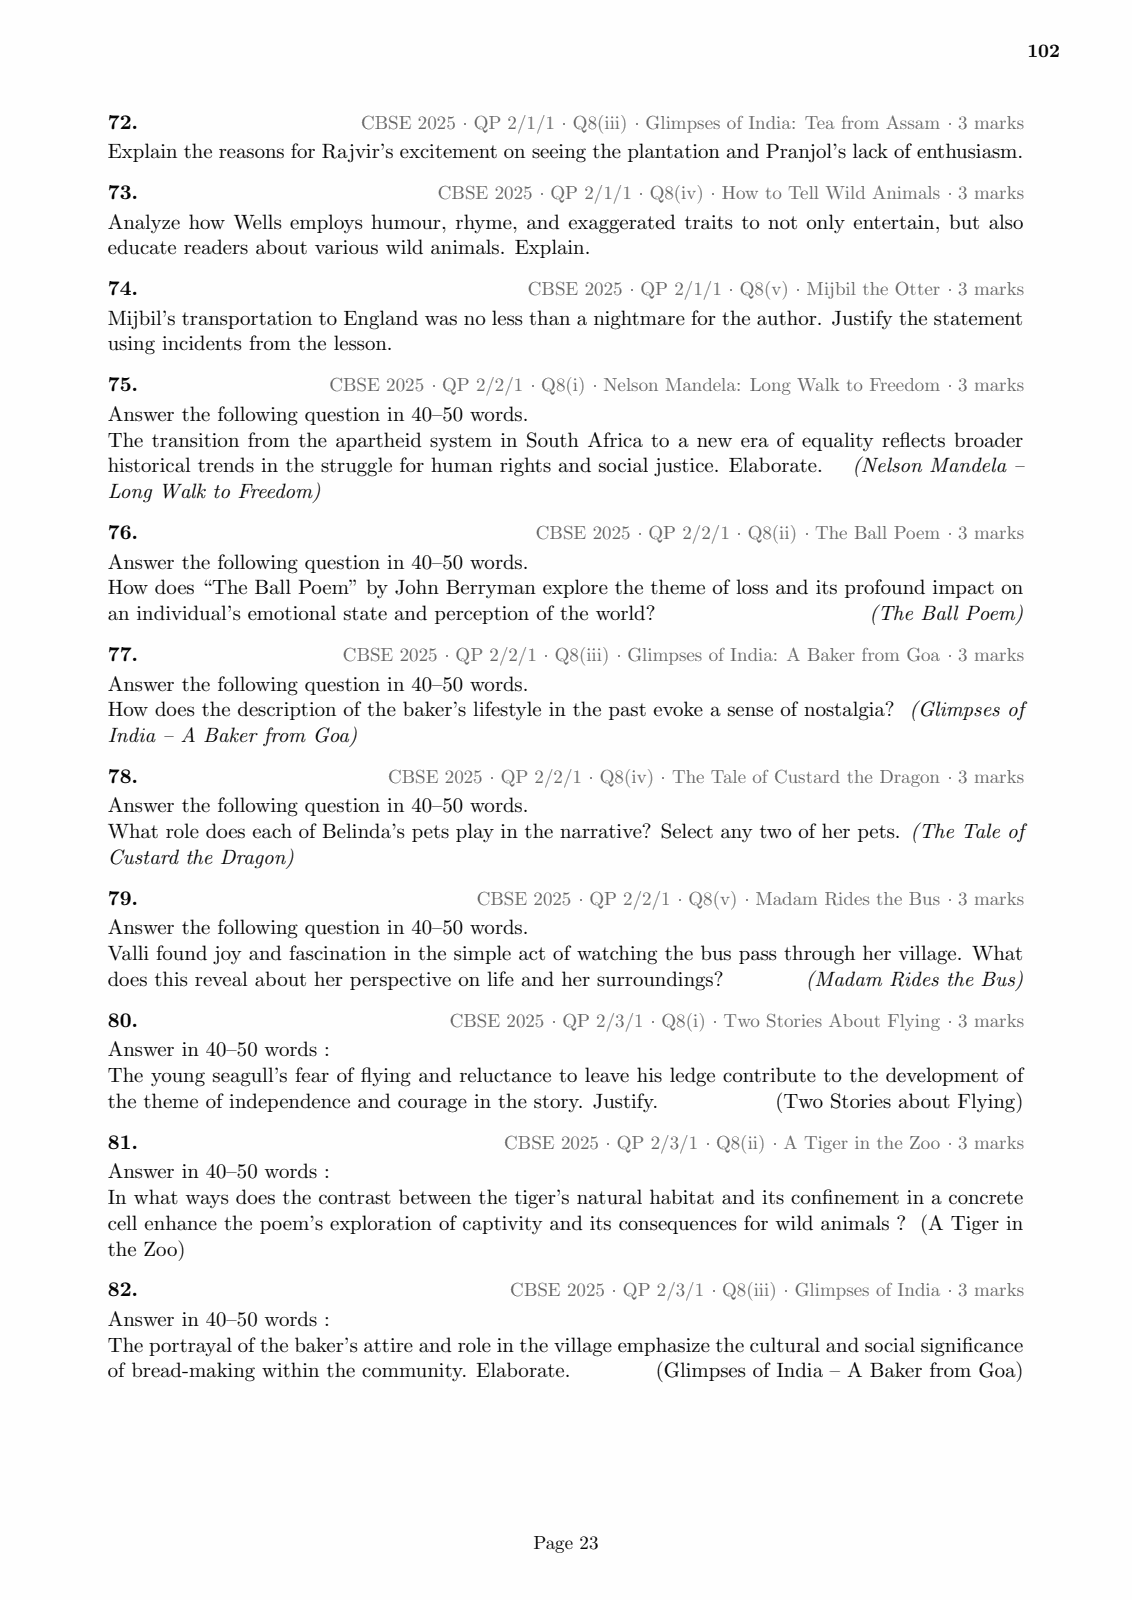 102
72. CBSE 2025 · QP 2/1/1 · Q8(iii) · Glimpses of India: Tea from Assam · 3 marks
Explain the reasons for Rajvir's excitement on seeing the plantation and Pranjol's lack of enthusiasm.
73. CBSE 2025 · QP 2/1/1 · Q8(iv) · How to Tell Wild Animals · 3 marks
Analyze how Wells employs humour, rhyme, and exaggerated traits to not only entertain, but also
educate readers about various wild animals. Explain.
74. CBSE 2025 · QP 2/1/1 · Q8(v) · Mijbil the Otter · 3 marks
Mijbil's transportation to England was no less than a nightmare for the author. Justify the statement
using incidents from the lesson.
75. CBSE 2025 · QP 2/2/1 · Q8(i) · Nelson Mandela: Long Walk to Freedom · 3 marks
Answer the following question in 40–50 words.
The transition from the apartheid system in South Africa to a new era of equality reflects broader
historical trends in the struggle for human rights and social justice. Elaborate. (Nelson Mandela –
Long Walk to Freedom)
76. CBSE 2025 · QP 2/2/1 · Q8(ii) · The Ball Poem · 3 marks
Answer the following question in 40–50 words.
How does “The Ball Poem” by John Berryman explore the theme of loss and its profound impact on
an individual's emotional state and perception of the world? (The Ball Poem)
77. CBSE 2025 · QP 2/2/1 · Q8(iii) · Glimpses of India: A Baker from Goa · 3 marks
Answer the following question in 40–50 words.
How does the description of the baker's lifestyle in the past evoke a sense of nostalgia? (Glimpses of
India – A Baker from Goa)
78. CBSE 2025 · QP 2/2/1 · Q8(iv) · The Tale of Custard the Dragon · 3 marks
Answer the following question in 40–50 words.
What role does each of Belinda's pets play in the narrative? Select any two of her pets. (The Tale of
Custard the Dragon)
79. CBSE 2025 · QP 2/2/1 · Q8(v) · Madam Rides the Bus · 3 marks
Answer the following question in 40–50 words.
Valli found joy and fascination in the simple act of watching the bus pass through her village. What
does this reveal about her perspective on life and her surroundings? (Madam Rides the Bus)
80. CBSE 2025 · QP 2/3/1 · Q8(i) · Two Stories About Flying · 3 marks
Answer in 40–50 words :
The young seagull's fear of flying and reluctance to leave his ledge contribute to the development of
the theme of independence and courage in the story. Justify. (Two Stories about Flying)
81. CBSE 2025 · QP 2/3/1 · Q8(ii) · A Tiger in the Zoo · 3 marks
Answer in 40–50 words :
In what ways does the contrast between the tiger's natural habitat and its confinement in a concrete
cell enhance the poem's exploration of captivity and its consequences for wild animals ? (A Tiger in
the Zoo)
82. CBSE 2025 · QP 2/3/1 · Q8(iii) · Glimpses of India · 3 marks
Answer in 40–50 words :
The portrayal of the baker's attire and role in the village emphasize the cultural and social significance
of bread-making within the community. Elaborate. (Glimpses of India – A Baker from Goa)
Page 23